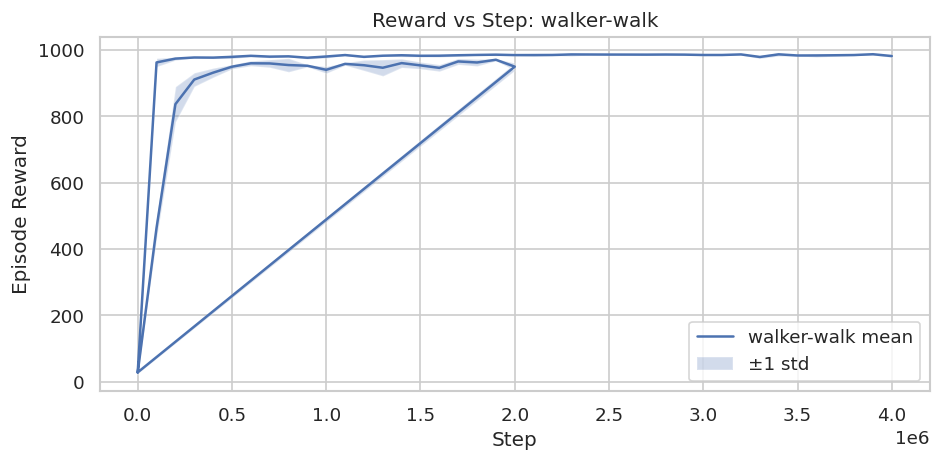 Reward vs Step: walker-walk
Episode Reward
1000
800
600
400
200
0
walker-walk mean
±1 std
0.0 0.5 1.0 1.5 2.0 2.5 3.0 3.5 4.0
1e6
Step